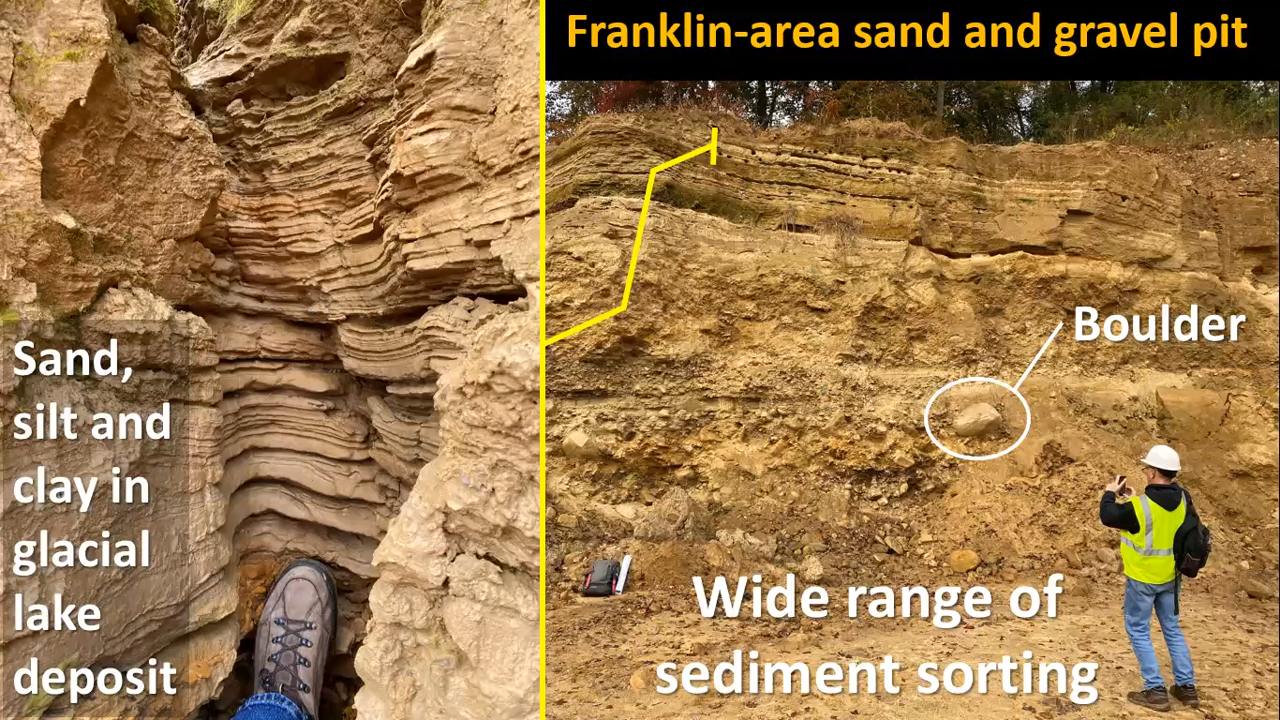 Franklin-area sand and gravel pit
Sand,
silt and
clay in
glacial
lake
deposit
Boulder
Wide range of
sediment sorting